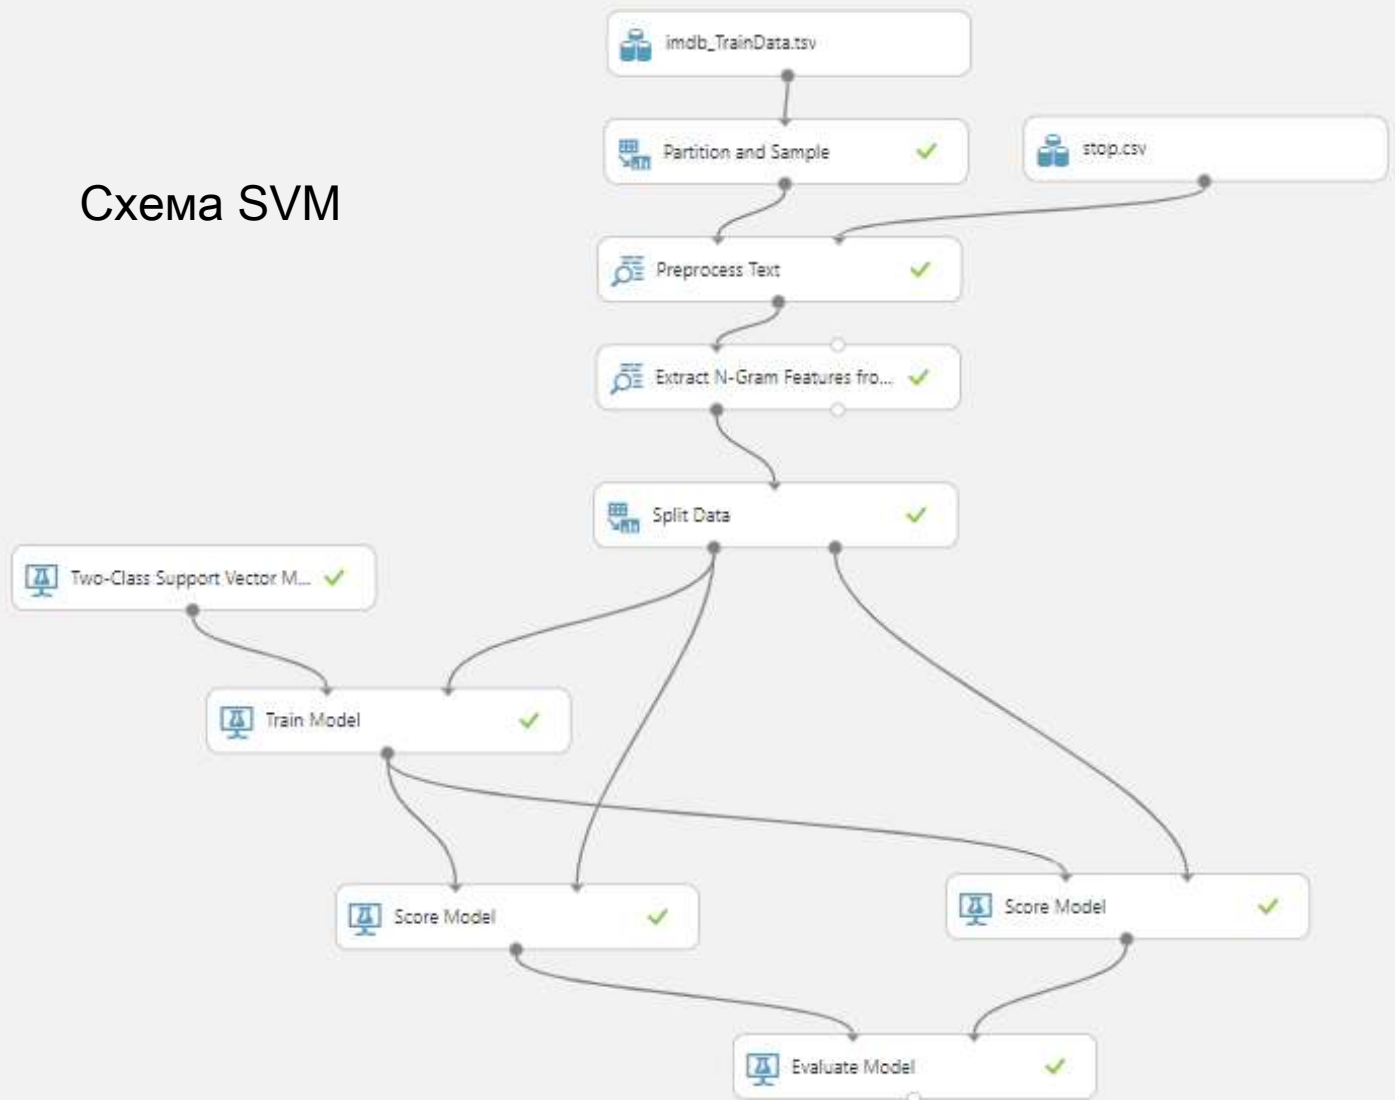 imdb_TrainData.tsv
Partition and Sample
stop.csv
Схема SVM
Preprocess Text
Extract N-Gram Features fro...
Split Data
Two-Class Support Vector M...
Train Model
Score Model
Score Model
Evaluate Model